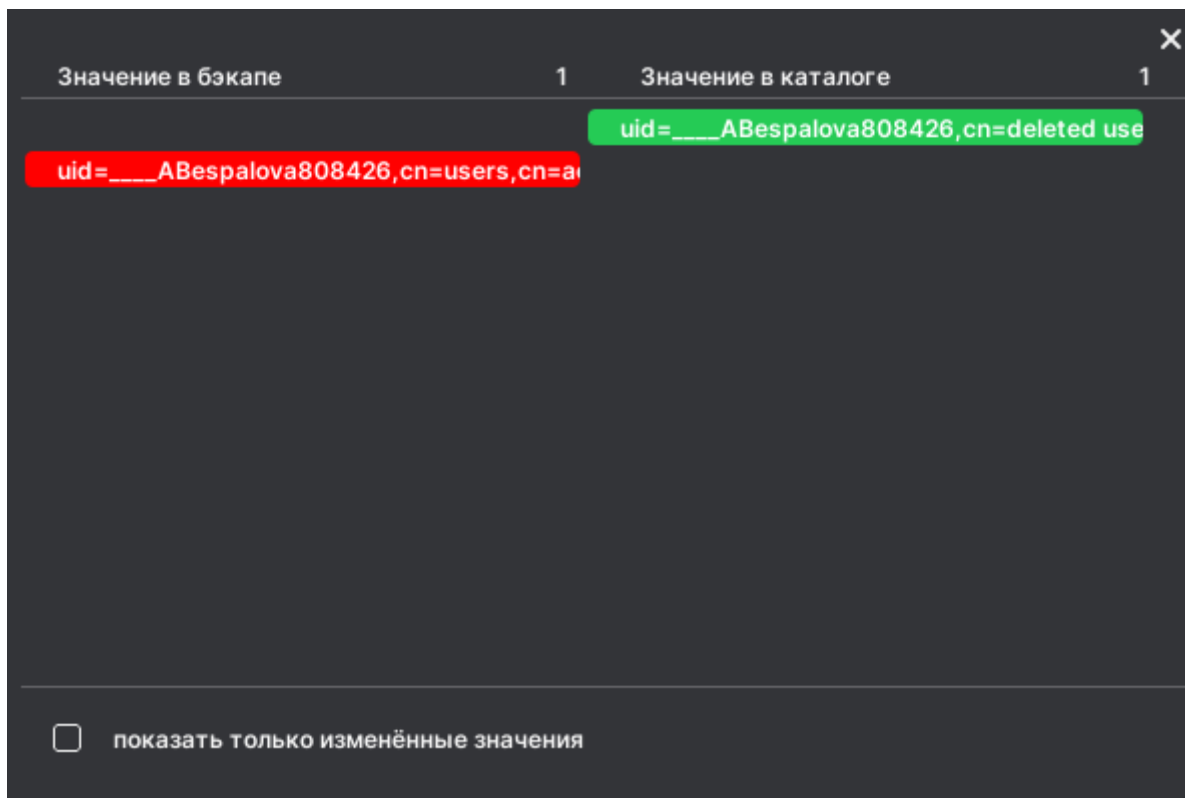 Значение в бэкапе 1 Значение в каталоге 1
uid=____ABespalova808426,cn=deleted use
uid=____ABespalova808426,cn=users,cn=a
показать только изменённые значения